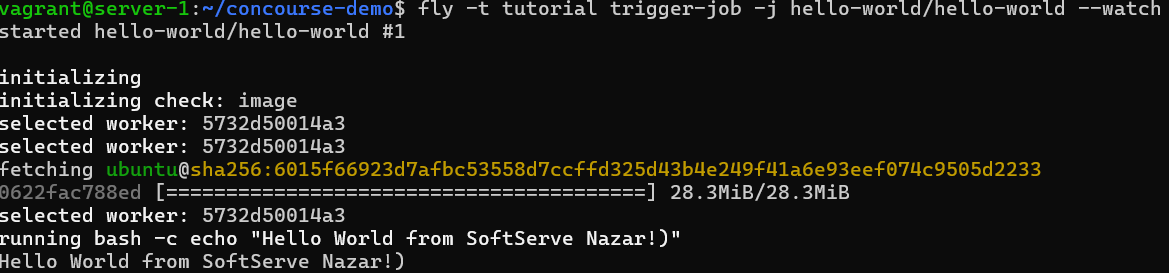 vagrant@server-1:~/concourse-demo$ fly -t tutorial trigger-job -j hello-world/hello-world --watch
started hello-world/hello-world #1
initializing
initializing check: image
selected worker: 5732d50014a3
selected worker: 5732d50014a3
fetching ubuntu@sha256:6015f66923d7afbc53558d7ccffd325d43b4e249f41a6e93eef074c9505d2233
0622fac788ed [========================================] 28.3MiB/28.3MiB
selected worker: 5732d50014a3
running bash -c echo "Hello World from SoftServe Nazar!)"
Hello World from SoftServe Nazar!)